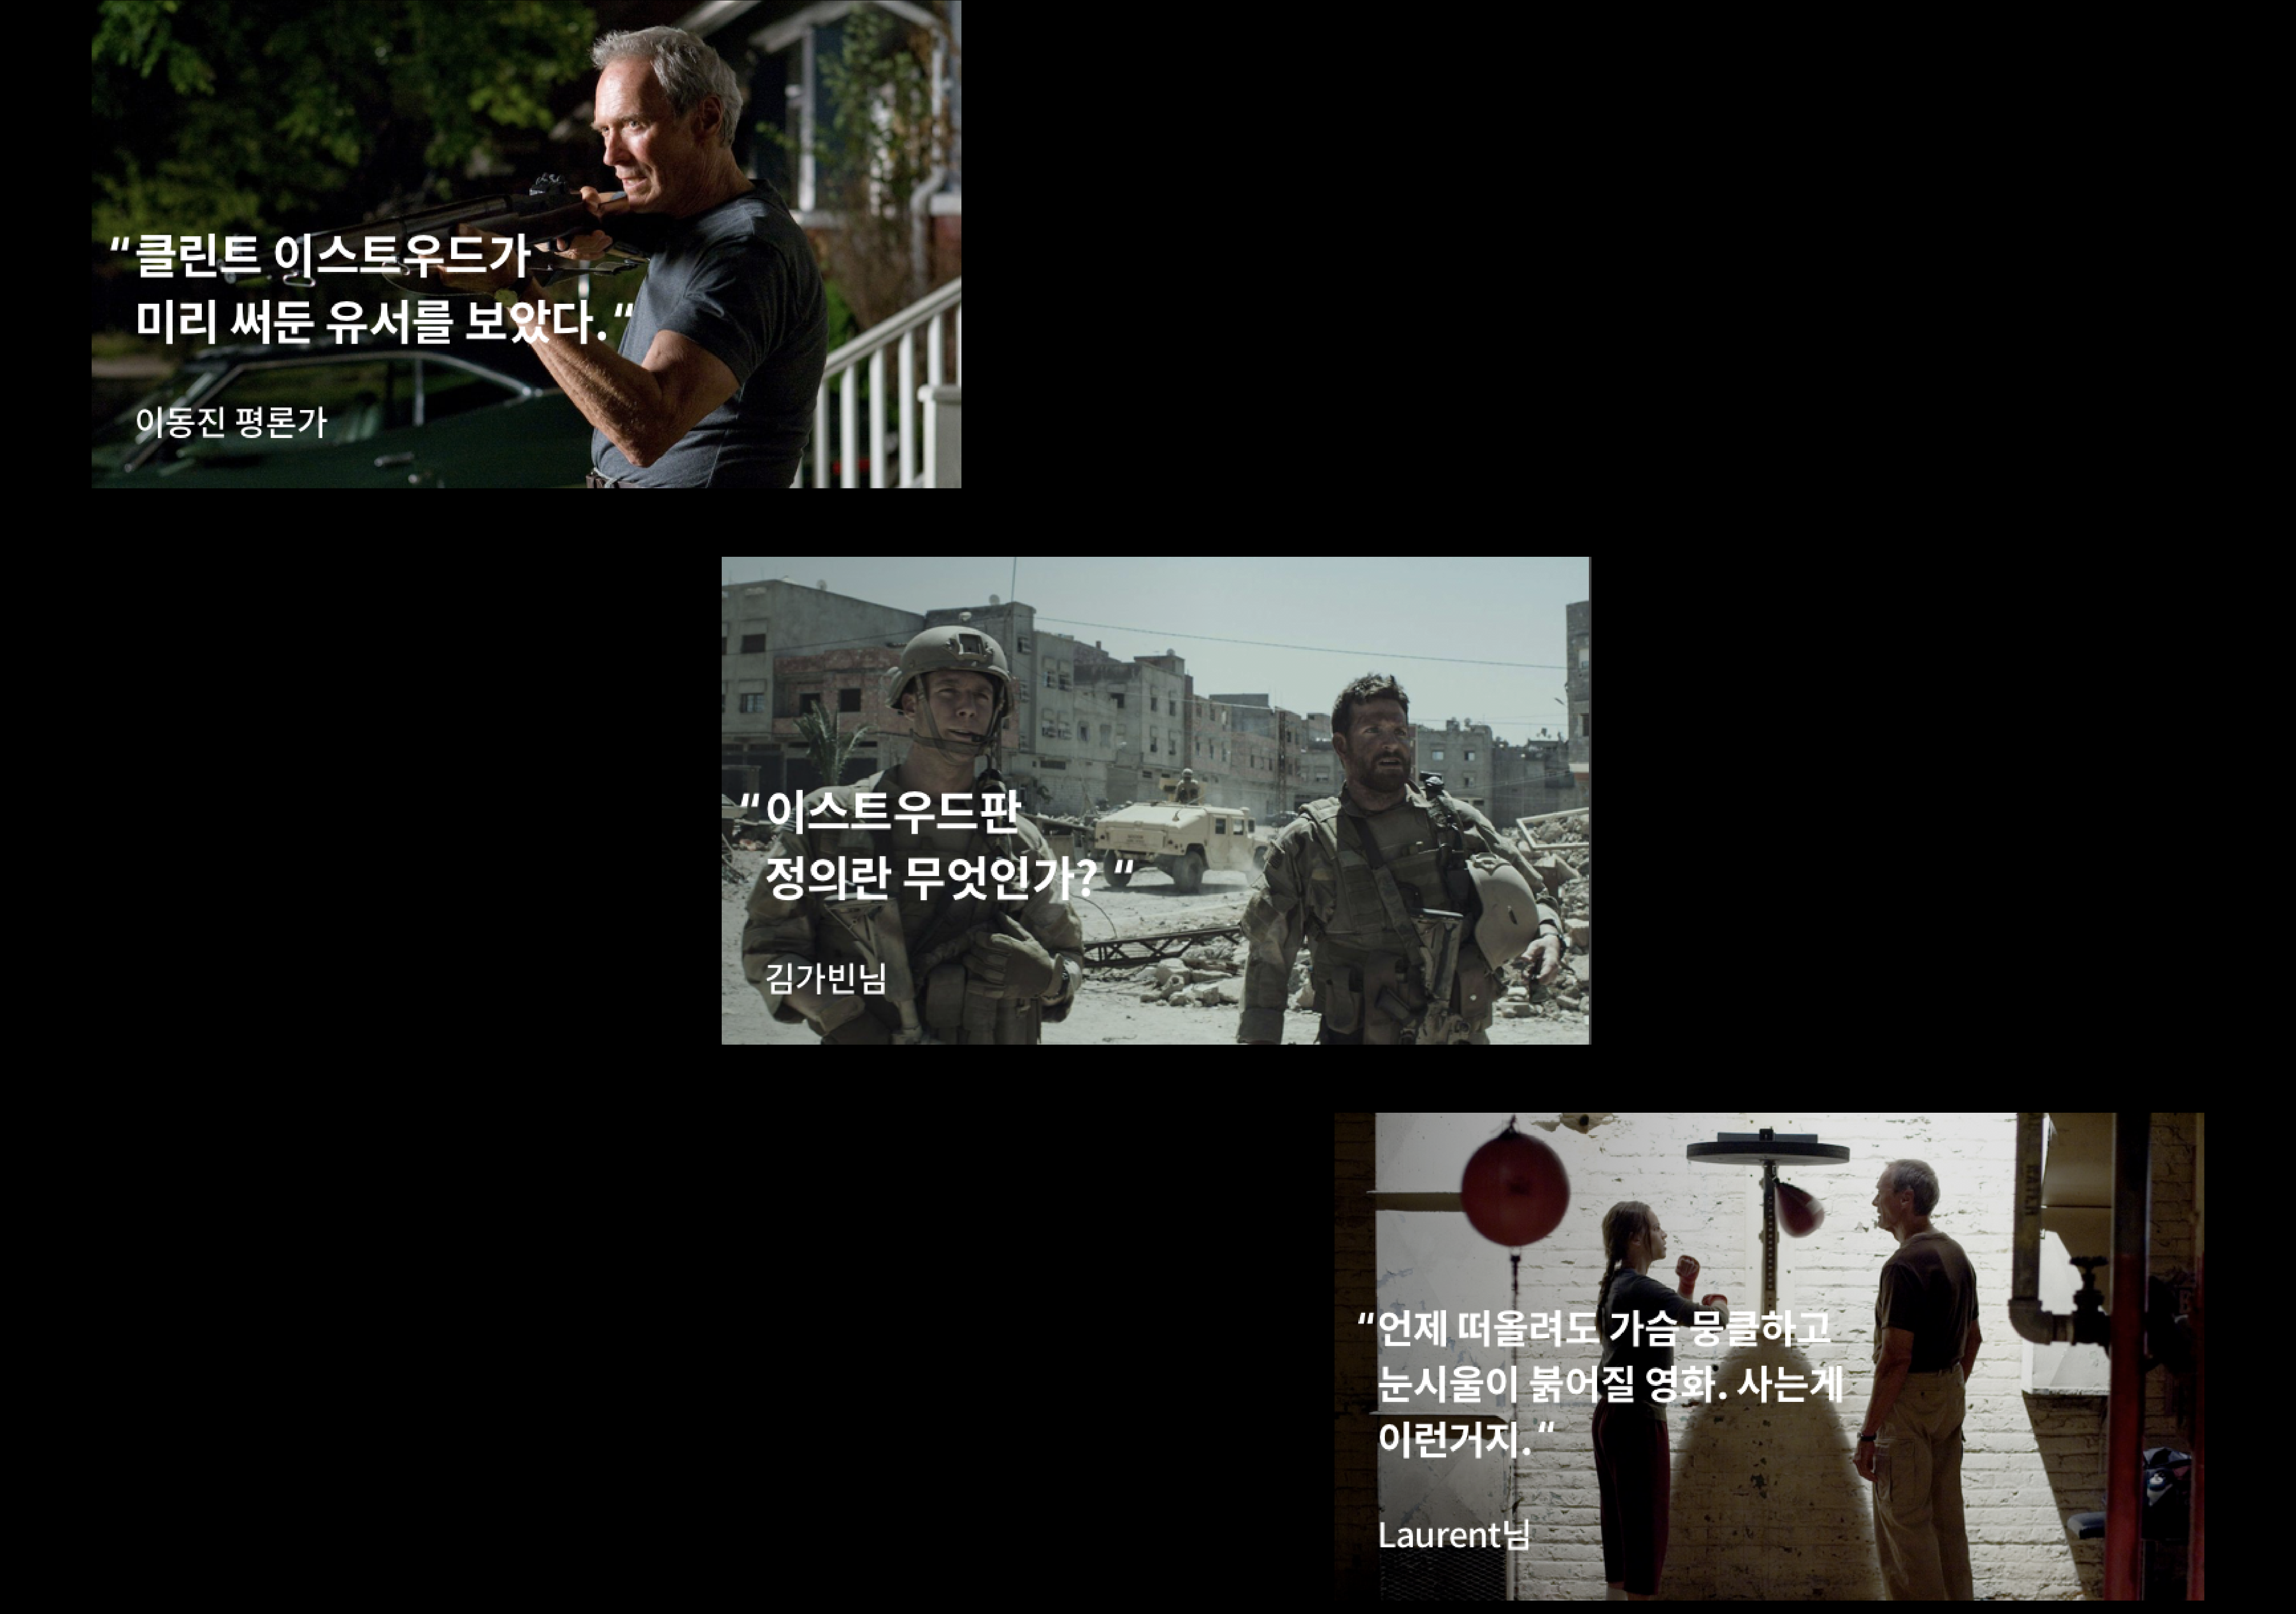 “클린트 이스트우드가
미리 써둔 유서를 보았다.“
이동진 평론가
“이스트우드판
정의란 무엇인가? “
김가빈님
“언제 떠올려도 가슴 뭉클하고
눈시울이 붉어질 영화. 사는게
이런거지.“
Laurent님